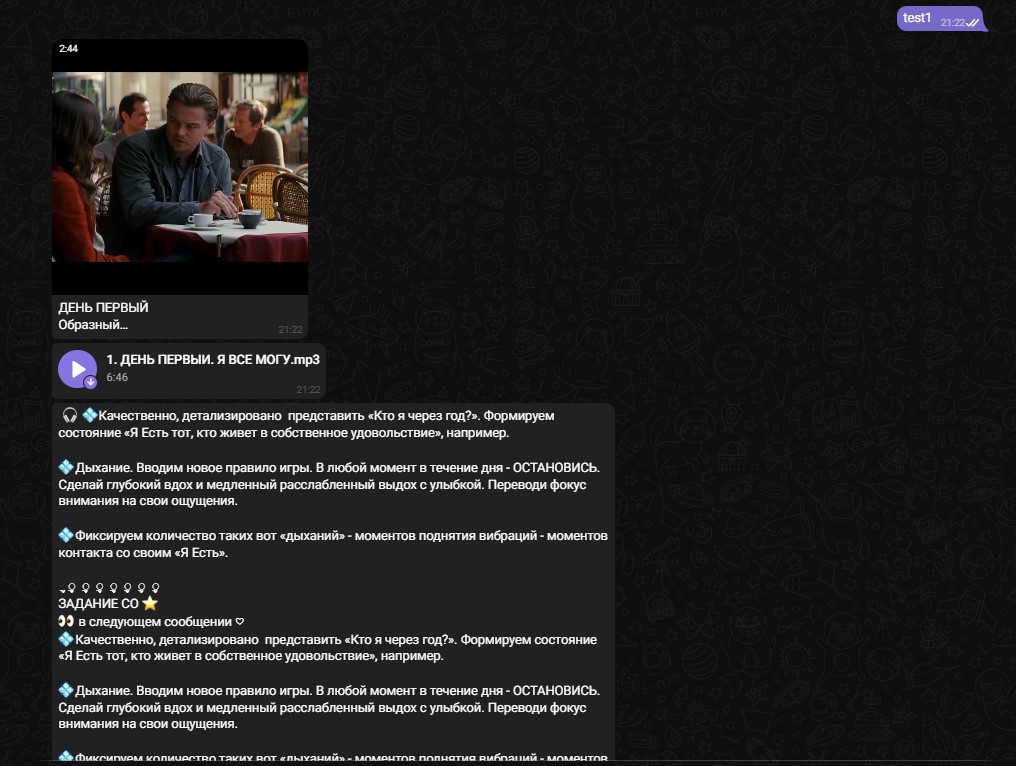 test1
21:22
2:44
ДЕНЬ ПЕРВЫЙ
Образный...
21:22
1. ДЕНЬ ПЕРВЫЙ. Я ВСЕ МОГУ.mp3
6:46
21:22
🎧 💠Качественно, детализировано представить «Кто я через год?». Формируем
состояние «Я Есть тот, кто живет в собственное удовольствие», например.
💠Дыхание. Вводим новое правило игры. В любой момент в течение дня - ОСТАНОВИСЬ.
Сделай глубокий вдох и медленный расслабленный выдох с улыбкой. Переводи фокус
внимания на свои ощущения.
💠Фиксируем количество таких вот «дыханий» - моментов поднятия вибраций - моментов
контакта со своим «Я Есть».
ЗАДАНИЕ СО ⭐
👀 в следующем сообщении ♡
💠Качественно, детализировано представить «Кто я через год?». Формируем состояние
«Я Есть тот, кто живет в собственное удовольствие», например.
💠Дыхание. Вводим новое правило игры. В любой момент в течение дня - ОСТАНОВИСЬ.
Сделай глубокий вдох и медленный расслабленный выдох с улыбкой. Переводи фокус
внимания на свои ощущения.
💠Фиксируем количество таких вот «дыханий» - моментов поднятия вибраций - моментов